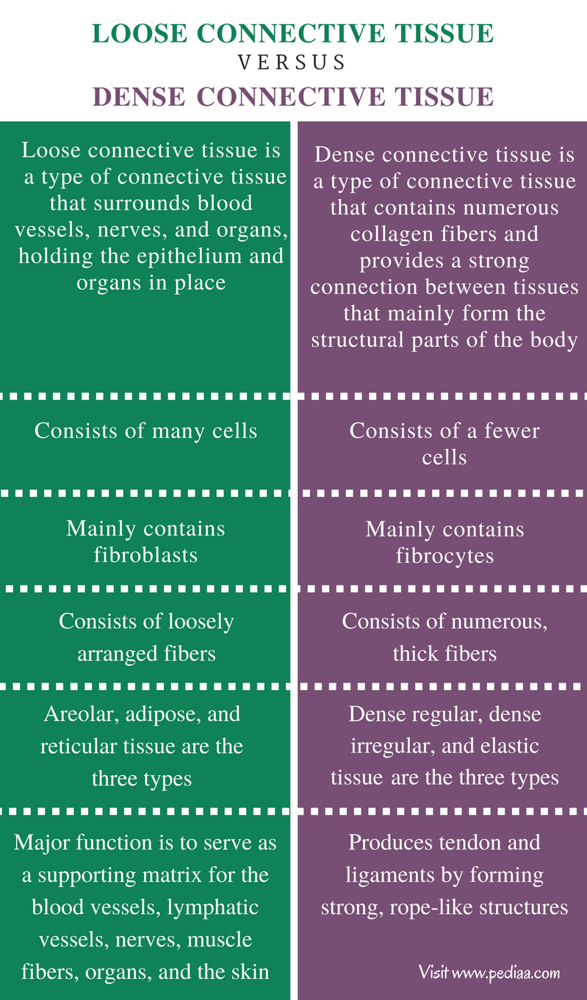 LOOSE CONNECTIVE TISSUE
VERSUS
DENSE CONNECTIVE TISSUE
Loose connective tissue is
a type of connective tissue
that surrounds blood
vessels, nerves, and organs,
holding the epithelium and
organs in place
Dense connective tissue is
a type of connective tissue
that contains numerous
collagen fibers and
provides a strong
connection between tissues
that mainly form the
structural parts of the body
Consists of many cells
Consists of a fewer
cells
Mainly contains
fibroblasts
Mainly contains
fibrocytes
Consists of loosely
arranged fibers
Consists of numerous,
thick fibers
Areolar, adipose, and
reticular tissue are the
three types
Dense regular, dense
irregular, and elastic
tissue are the three types
Major function is to serve as
a supporting matrix for the
blood vessels, lymphatic
vessels, nerves, muscle
fibers, organs, and the skin
Produces tendon and
ligaments by forming
strong, rope-like structures
Visit www.pediaa.com